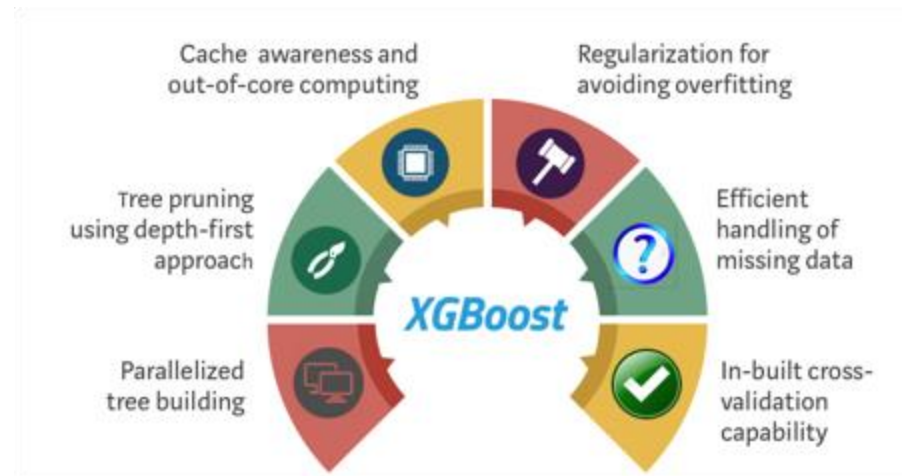 Cache awareness and
out-of-core computing
Regularization for
avoiding overfitting
Tree pruning
using depth-first
approach
Efficient
handling of
missing data
?
XGBoost
Parallelized
tree building
In-built cross-
validation
capability